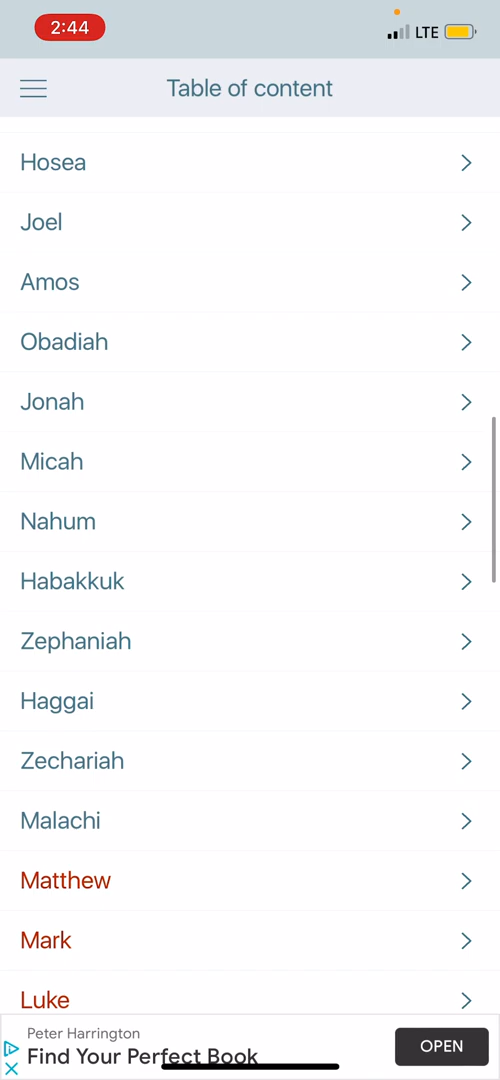 2:44
LTE
Table of content
Hosea
Joel
Amos
Obadiah
Jonah
Micah
Nahum
Habakkuk
Zephaniah
Haggai
Zechariah
Malachi
Matthew
Mark
Luke
Peter Harrington
Find Your Perfect Book
OPEN